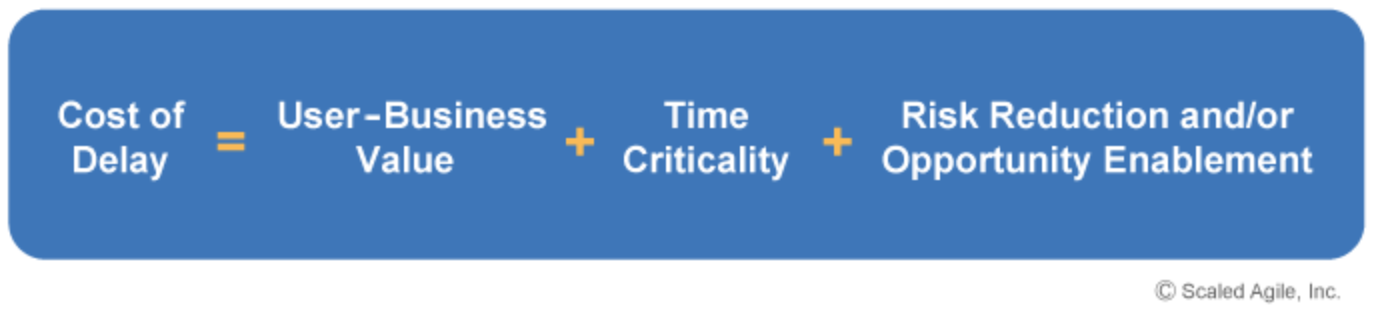 Cost of Delay = User-Business Value + Time Criticality + Risk Reduction and/or Opportunity Enablement
© Scaled Agile, Inc.